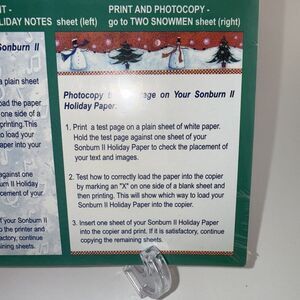 NT -
PRINT AND PHOTOCOPY -
LIDAY NOTES sheet (left)
go to TWO SNOWMEN sheet (right)
Sonburn II
a plain sheet
oad the paper
one side of a
printing. This
to load your
per into your
against one
II Holiday
cement of your
of your Sonburn II
the printer and
factory, continue
ning sheets.
Photocopy t age on Your Sonburn II
Holiday Paper:
1. Print a test page on a plain sheet of white paper.
Hold the test page against one sheet of your
Sonburn II Holiday Paper to check the placement of
your text and images.
2. Test how to correctly load the paper into the copier
by marking an "X" on one side of a blank sheet and
then printing. This will show which way to load your
Sonburn II Holiday Paper into the copier.
3. Insert one sheet of your Sonburn II Holiday Paper
into the copier and print. If it is satisfactory, continue
copying the remaining sheets.